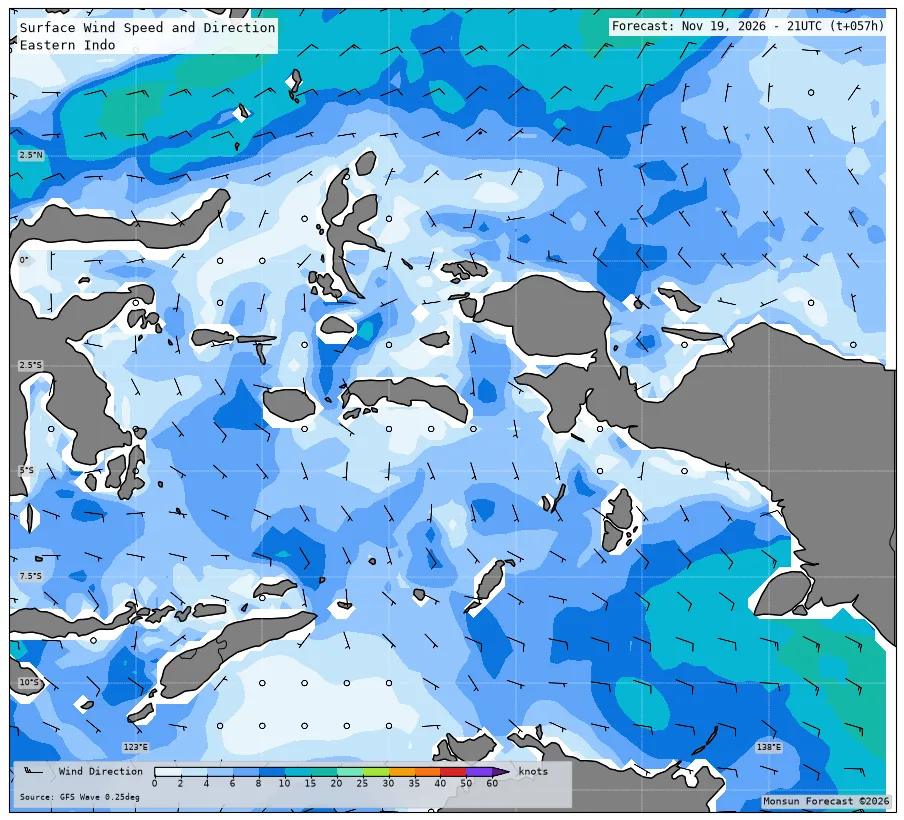 Surface Wind Speed and Direction
Eastern Indo
Forecast: Nov 19, 2026 - 21UTC (t+057h)
2.5°N
0°
2.5°S
5°S
7.5°S
10°S
123°E
138°E
Wind Direction
0 2 4 6 8 10 15 20 25 30 35 40 50 60
knots
Source: GFS Wave 0.25deg
Monsun Forecast ©2026